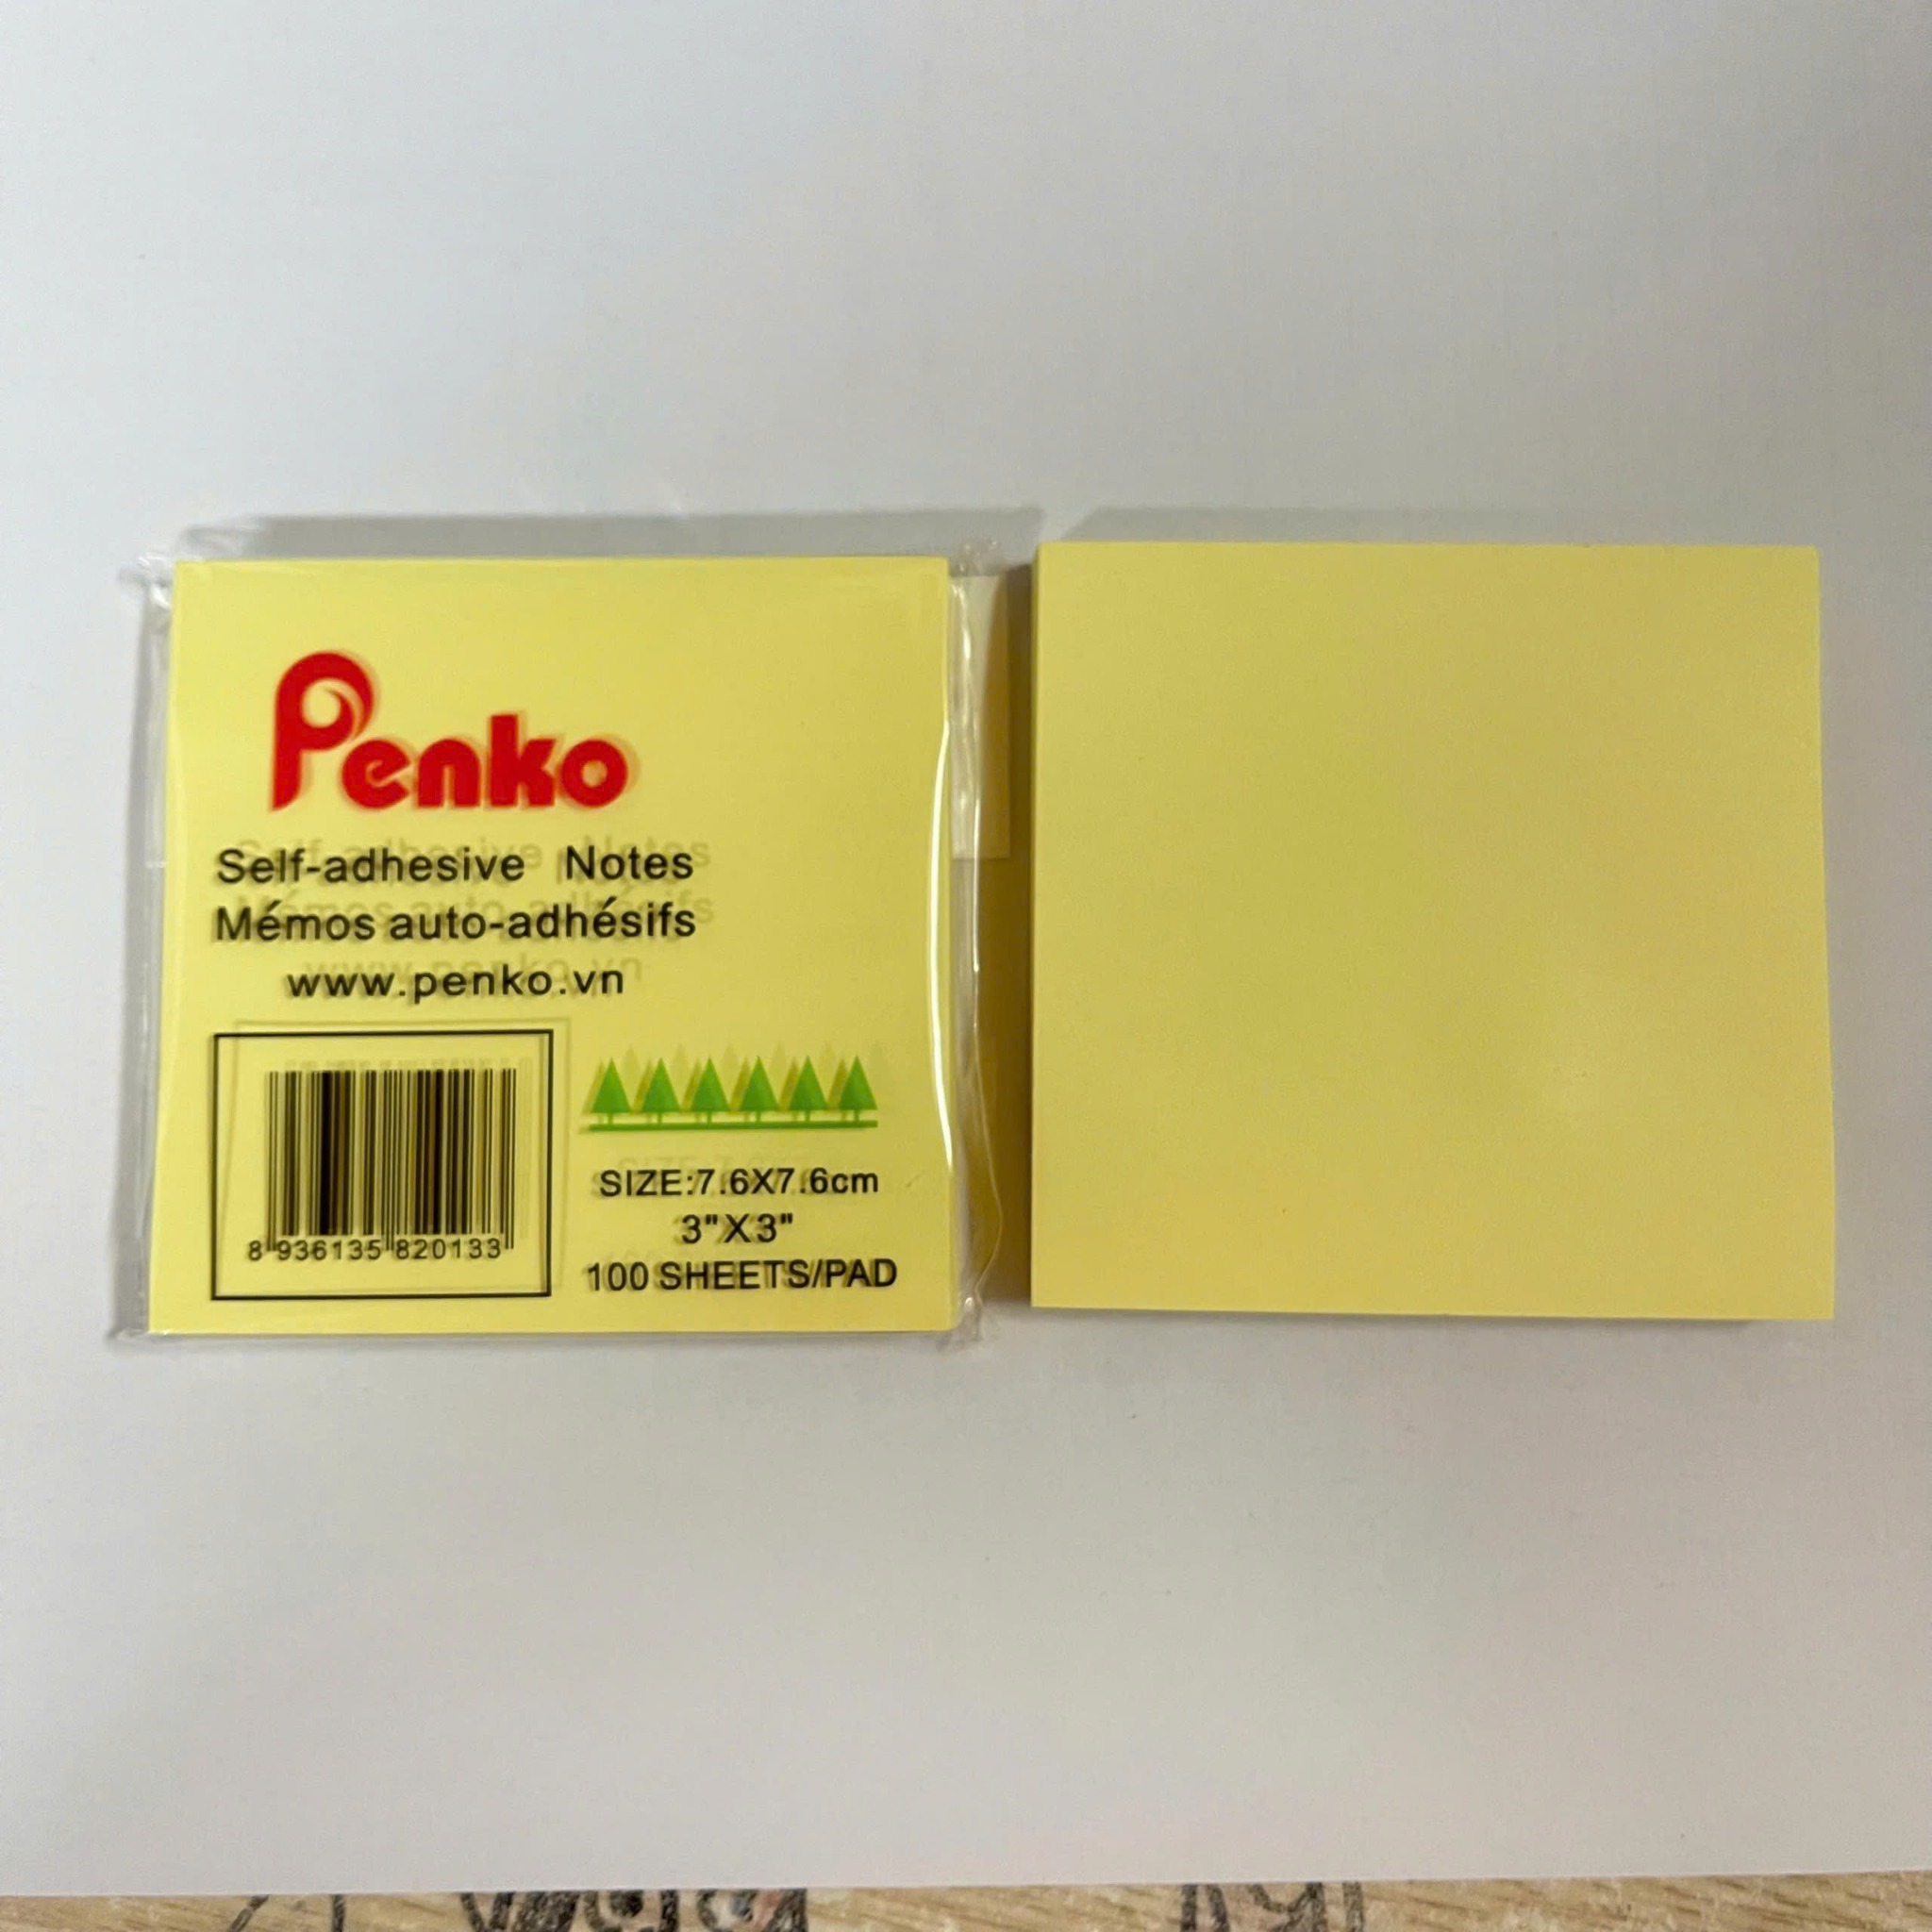 Penko
Self-adhesive Notes
Mémos auto-adhésifs
www.penko.vn
8 936135 820133
SIZE:7.6X7.6cm
3"X3"
100 SHEETS/PAD